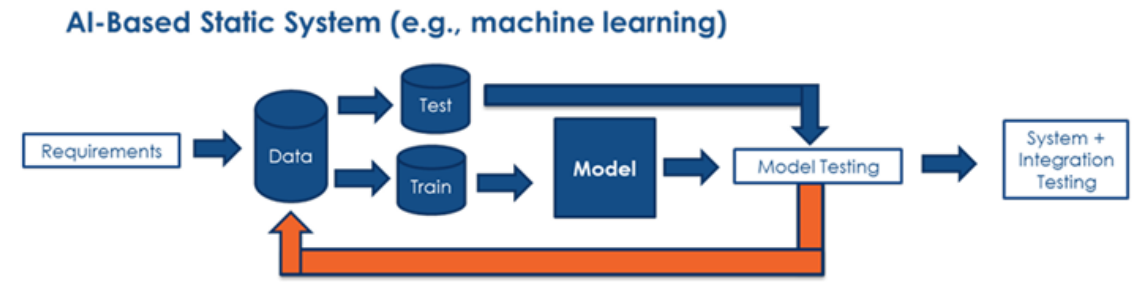 AI-Based Static System (e.g., machine learning)
Test
Requirements
Data
Train
Model
Model Testing
System +
Integration
Testing